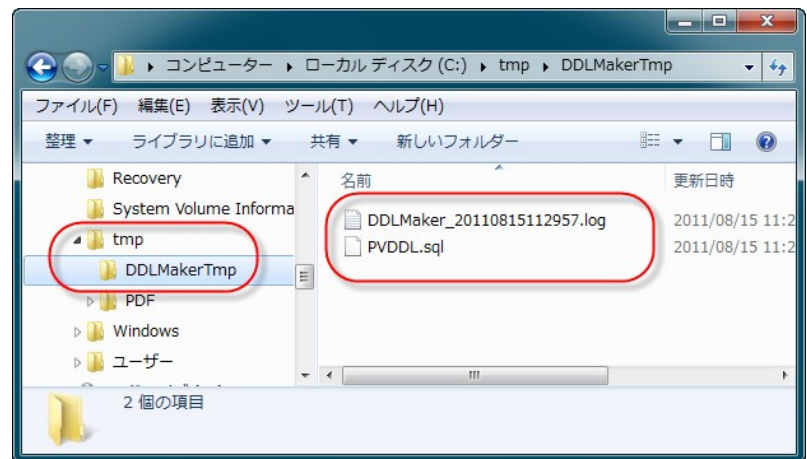 コンピューター ローカル ディスク (C:) tmp DDLMakerTmp
ファイル(F) 編集(E) 表示(V) ツール(T) ヘルプ(H)
整理 ライブラリに追加 共有 新しいフォルダー
Recovery
System Volume Informa
tmp
DDLMakerTmp
PDF
Windows
ユーザー
名前 更新日時
DDLMaker_20110815112957.log 2011/08/15 11:2
PVDDL.sql 2011/08/15 11:2
2 個の項目